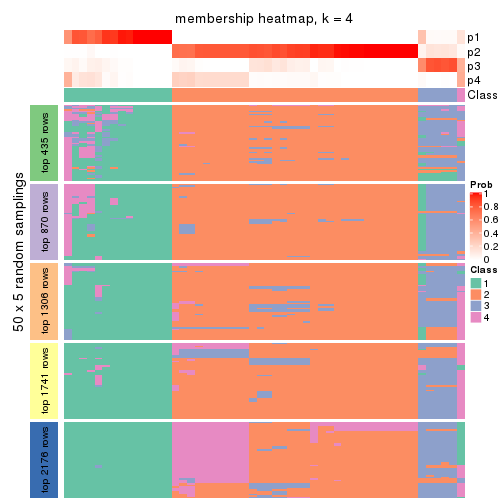 membership heatmap, k = 4
p1
p2
p3
p4
Class
50 x 5 random samplings
top 435 rows
top 870 rows
top 1306 rows
top 1741 rows
top 2176 rows
Prob
1
0.8
0.6
0.4
0.2
0
Class
1
2
3
4